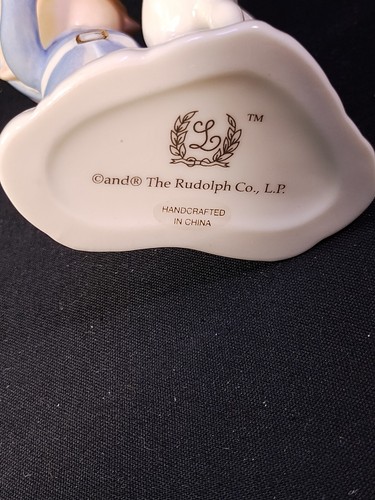 L ™
©and® The Rudolph Co., L.P.
HANDCRAFTED
IN CHINA